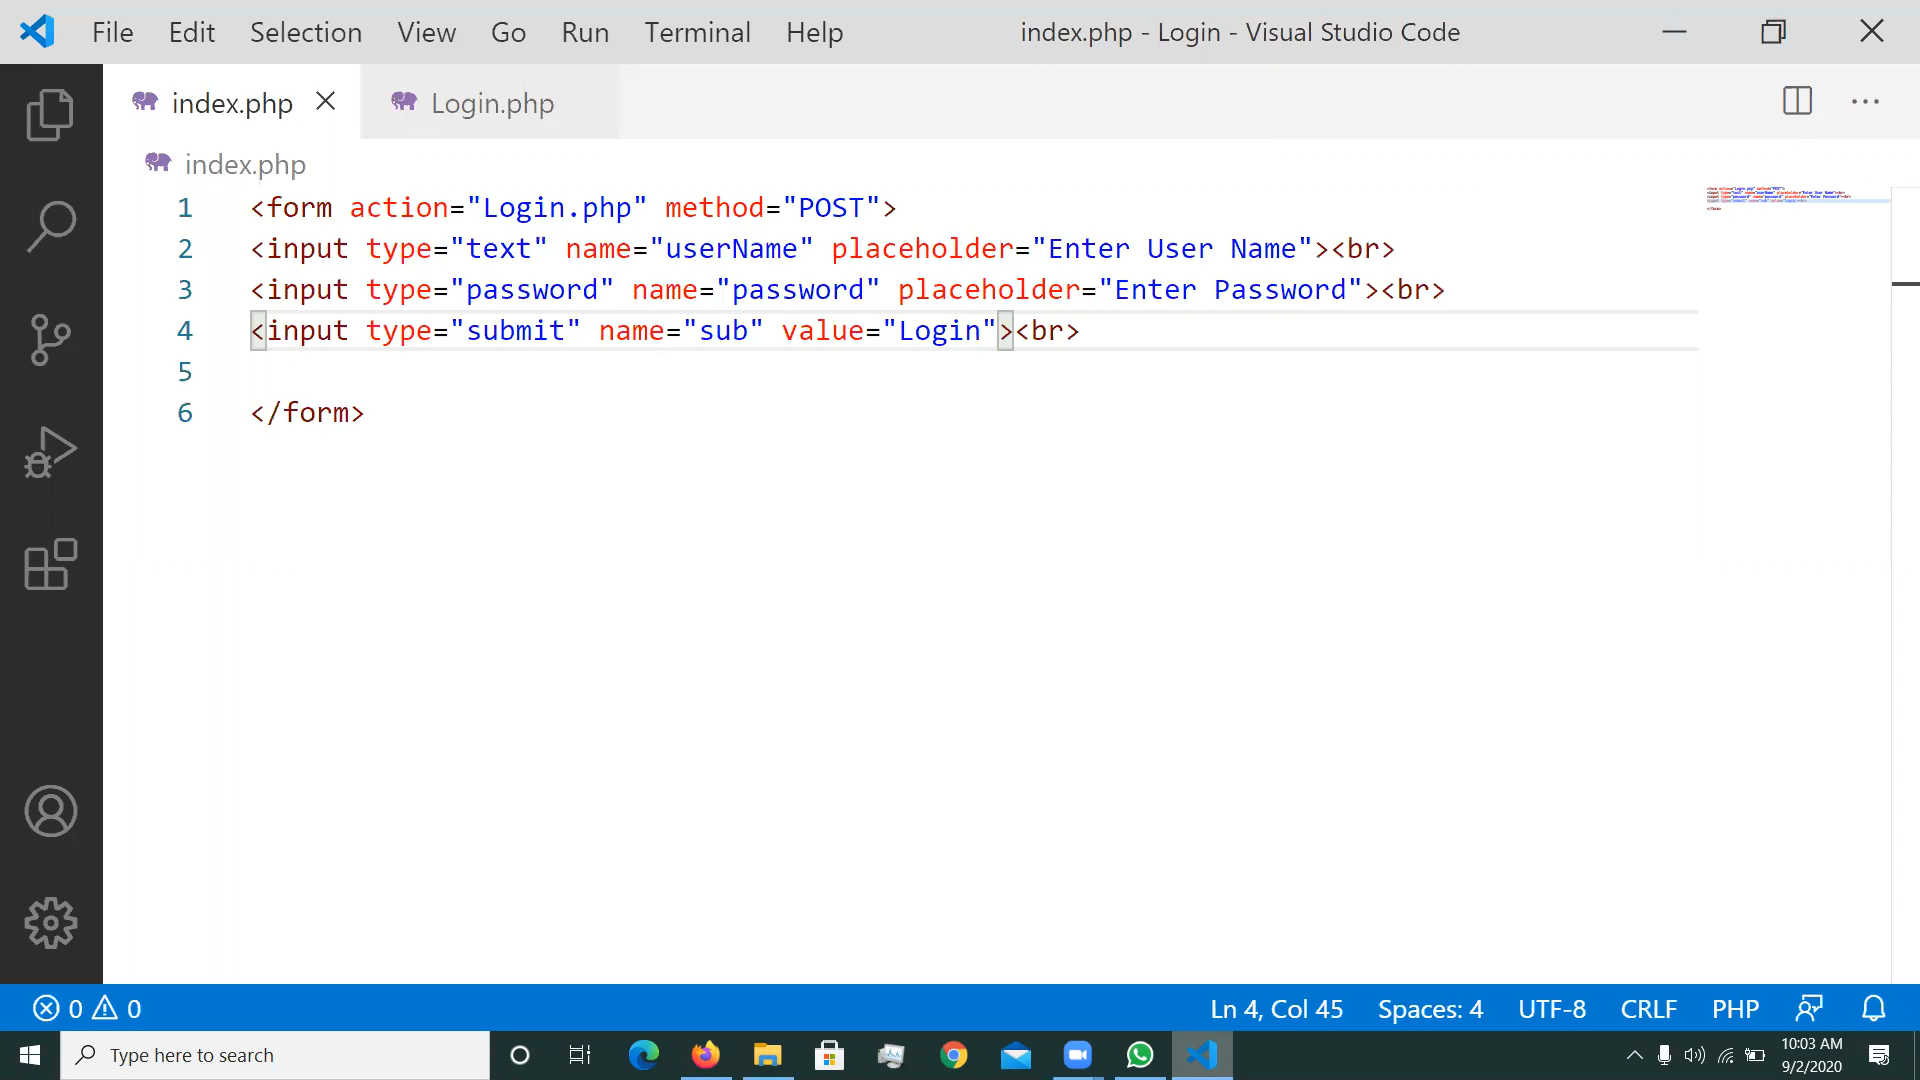 File Edit Selection View Go Run Terminal Help index.php - Login - Visual Studio Code
index.php Login.php
index.php
1 <form action="Login.php" method="POST">
2 <input type="text" name="userName" placeholder="Enter User Name"><br>
3 <input type="password" name="password" placeholder="Enter Password"><br>
4 <input type="submit" name="sub" value="Login"><br>
5
6 </form>
0 0 Ln 4, Col 45 Spaces: 4 UTF-8 CRLF PHP
Type here to search 10:03 AM
9/2/2020